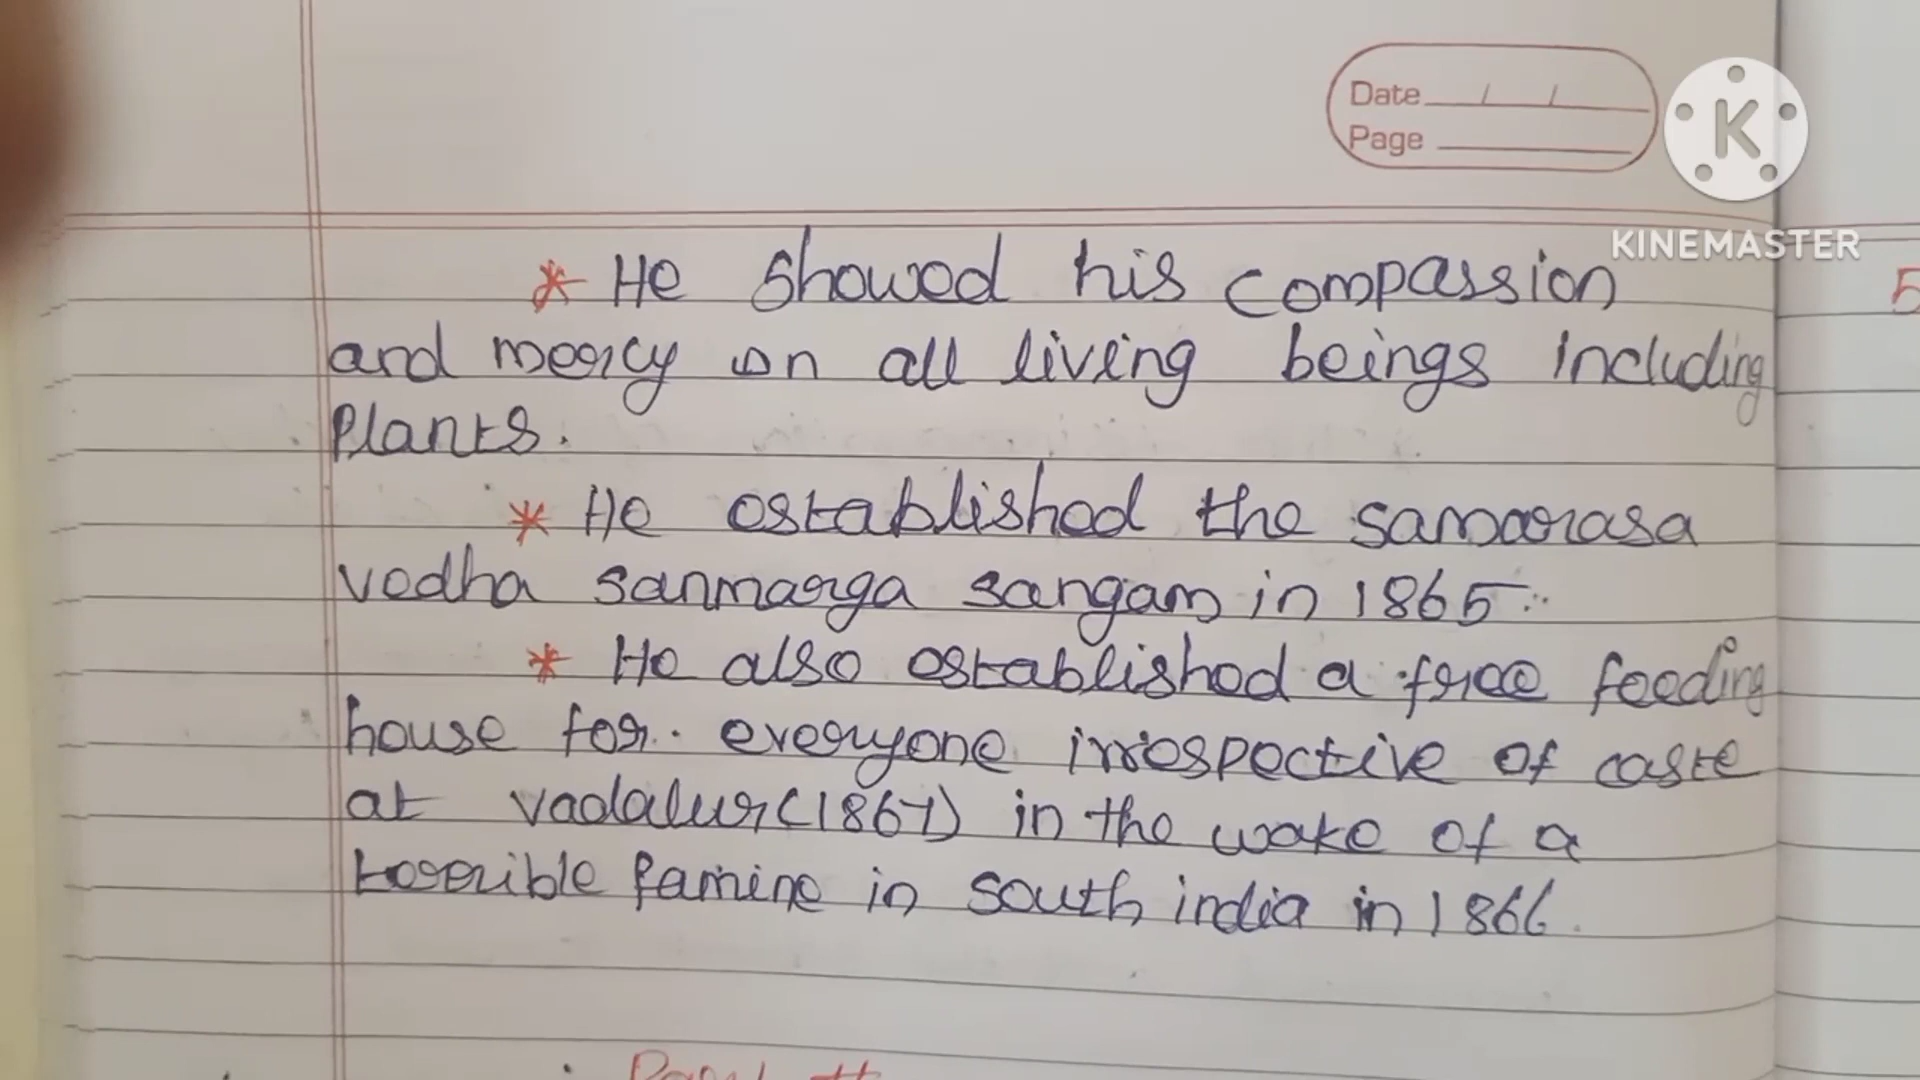 Date / /
Page
KINEMASTER
* He showed his compassion
and mercy on all living beings including
Plants.
* He established the samarasa
vedha sanmarga sangam in 1865.
* He also established a free feeding
house for everyone irrespective of caste
at vadalur (1867) in the wake of a
terrible famine in south india in 1866.